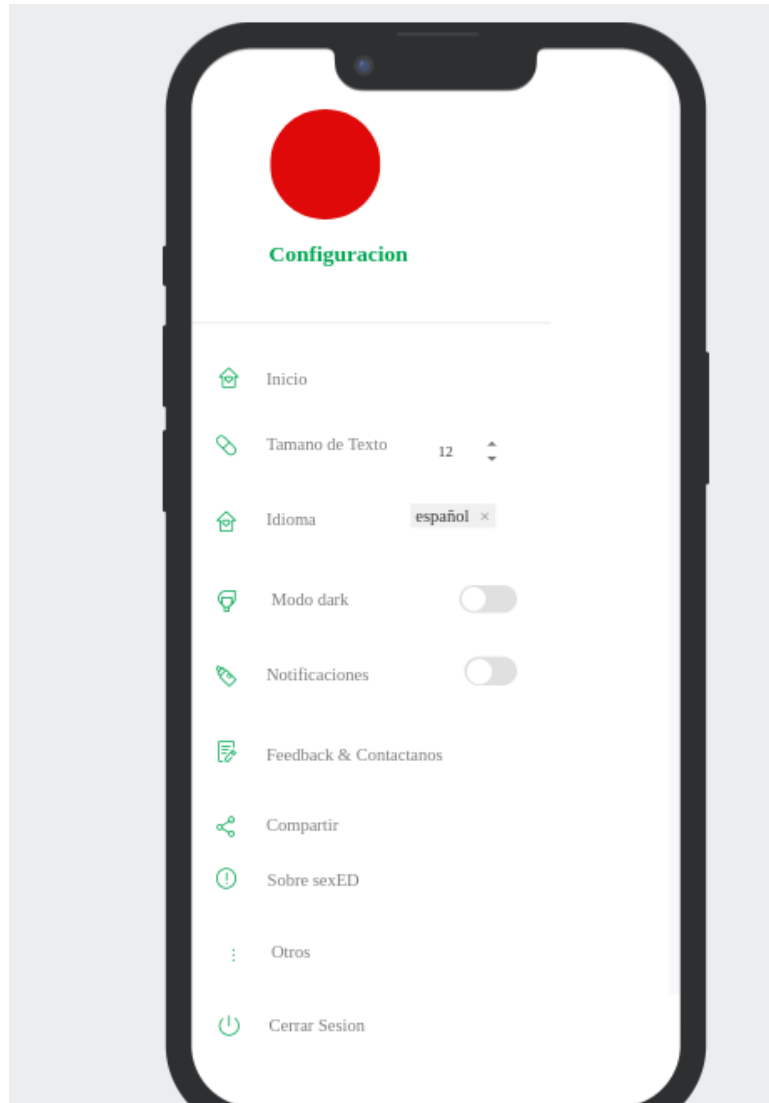 Configuracion
Inicio
Tamano de Texto 12
Idioma español ×
Modo dark
Notificaciones
Feedback & Contactanos
Compartir
Sobre sexED
Otros
Cerrar Sesion